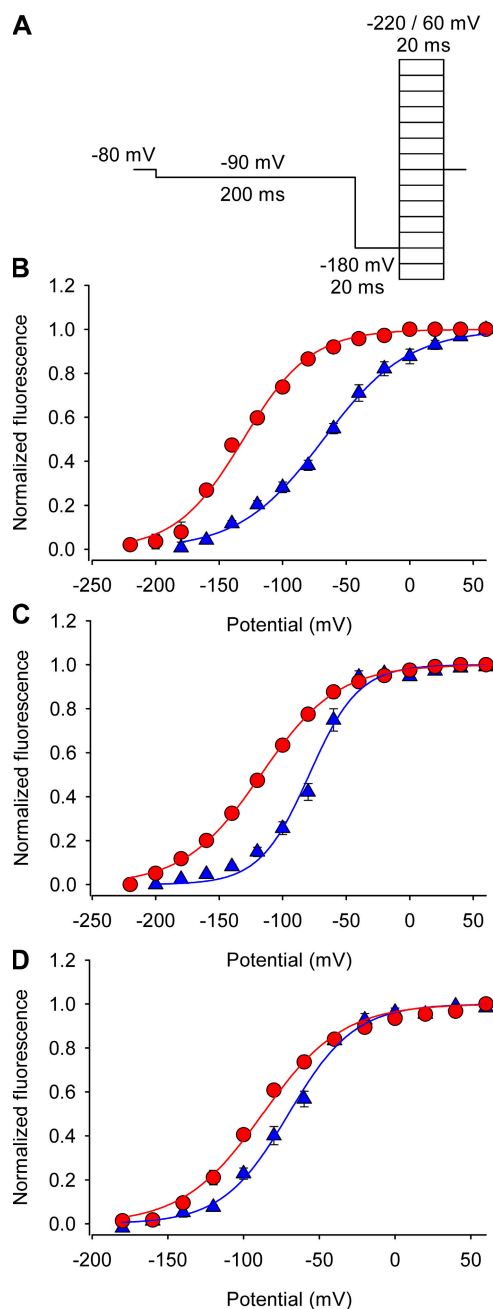 A
-220 / 60 mV
20 ms
-80 mV
-90 mV
200 ms
-180 mV
20 ms
B
Normalized fluorescence
1.2
1.0
0.8
0.6
0.4
0.2
0.0
-250 -200 -150 -100 -50 0 50
Potential (mV)
C
Normalized fluorescence
1.2
1.0
0.8
0.6
0.4
0.2
0.0
-250 -200 -150 -100 -50 0 50
Potential (mV)
D
Normalized fluorescence
1.2
1.0
0.8
0.6
0.4
0.2
0.0
-200 -150 -100 -50 0 50
Potential (mV)